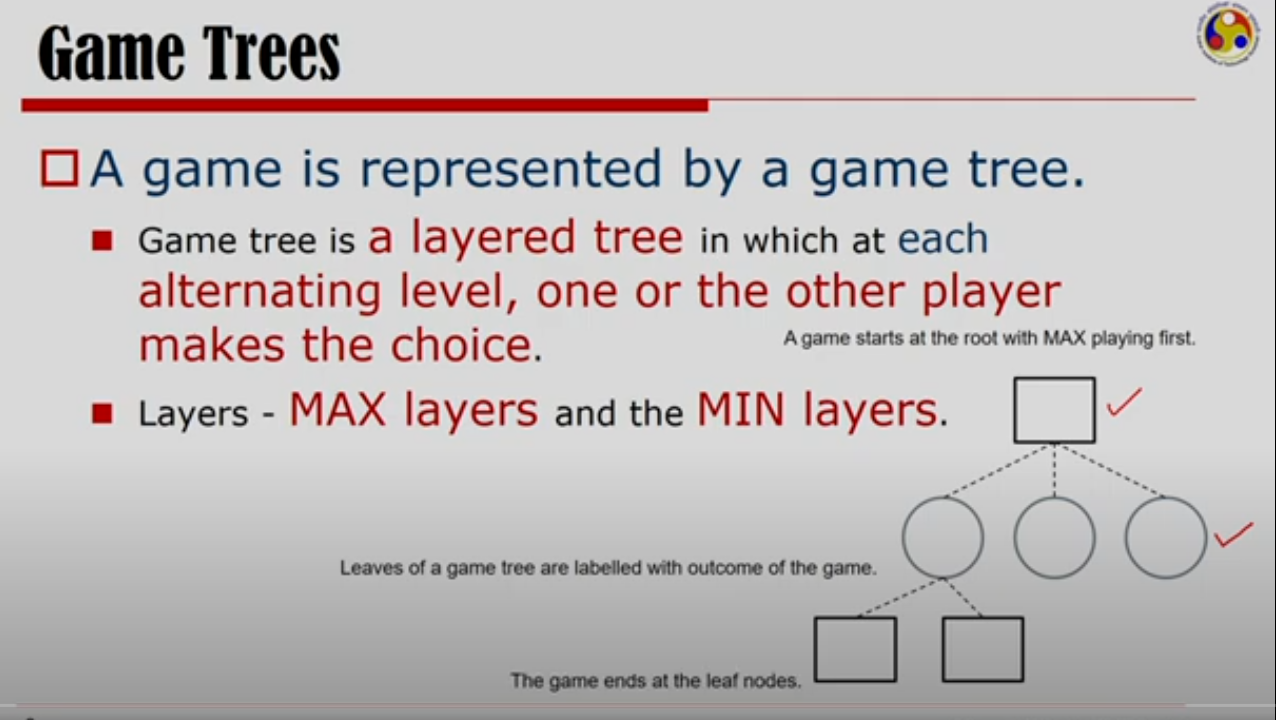 Game Trees
A game is represented by a game tree.
Game tree is a layered tree in which at each
alternating level, one or the other player
makes the choice.
A game starts at the root with MAX playing first.
Layers - MAX layers and the MIN layers.
Leaves of a game tree are labelled with outcome of the game.
The game ends at the leaf nodes.